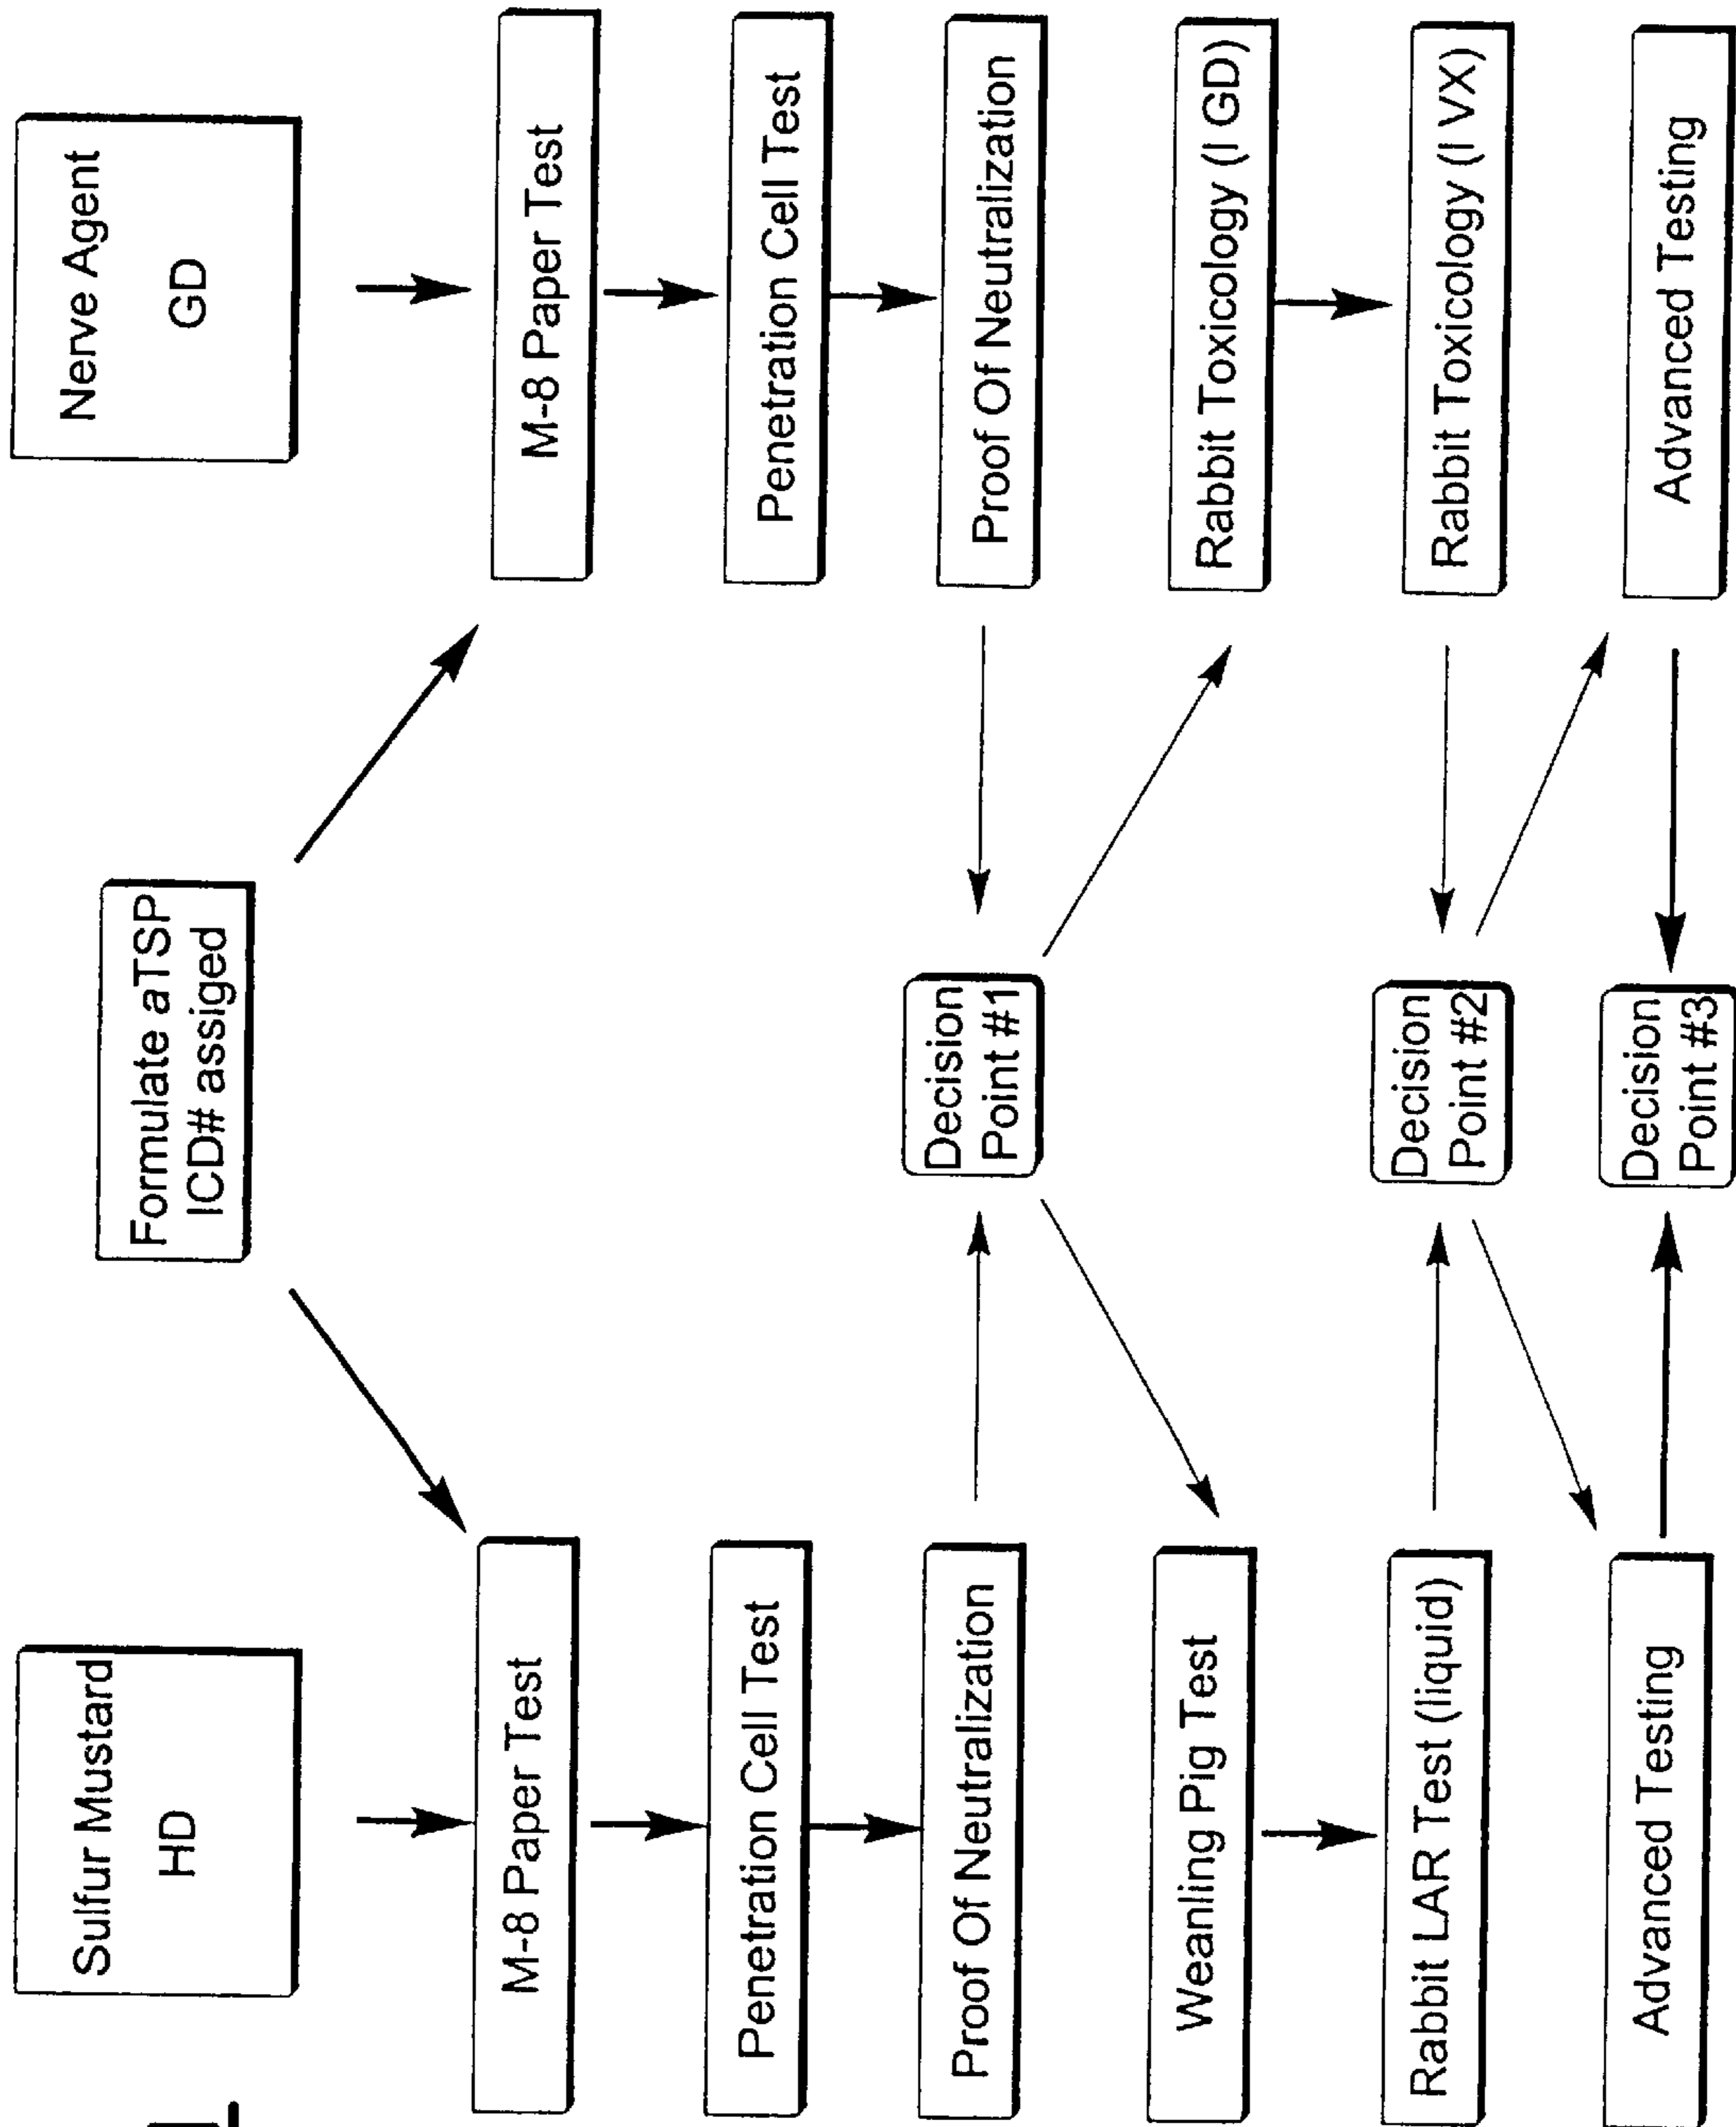 Sulfur Mustard
HD
Formulate aTSP
ICD# assiged
Nerve Agent
GD
M-8 Paper Test
M-8 Paper Test
Penetration Cell Test
Penetration Cell Test
Proof Of Neutralization
Decision
Point #1
Proof Of Neutralization
Weanling Pig Test
Rabbit Toxicology (I GD)
Rabbit LAR Test (liquid)
Decision
Point #2
Rabbit Toxicology (I VX)
Advanced Testing
Decision
Point #3
Advanced Testing